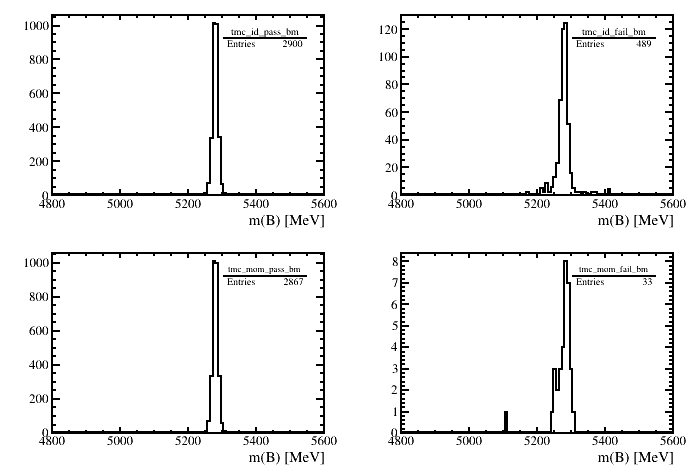 tmc_id_pass_bm
Entries 2900
1000
800
600
400
200
0
4800 5000 5200 5400 5600
m(B) [MeV]
tmc_id_fail_bm
Entries 489
120
100
80
60
40
20
0
4800 5000 5200 5400 5600
m(B) [MeV]
tmc_mom_pass_bm
Entries 2867
1000
800
600
400
200
0
4800 5000 5200 5400 5600
m(B) [MeV]
tmc_mom_fail_bm
Entries 33
8
7
6
5
4
3
2
1
0
4800 5000 5200 5400 5600
m(B) [MeV]